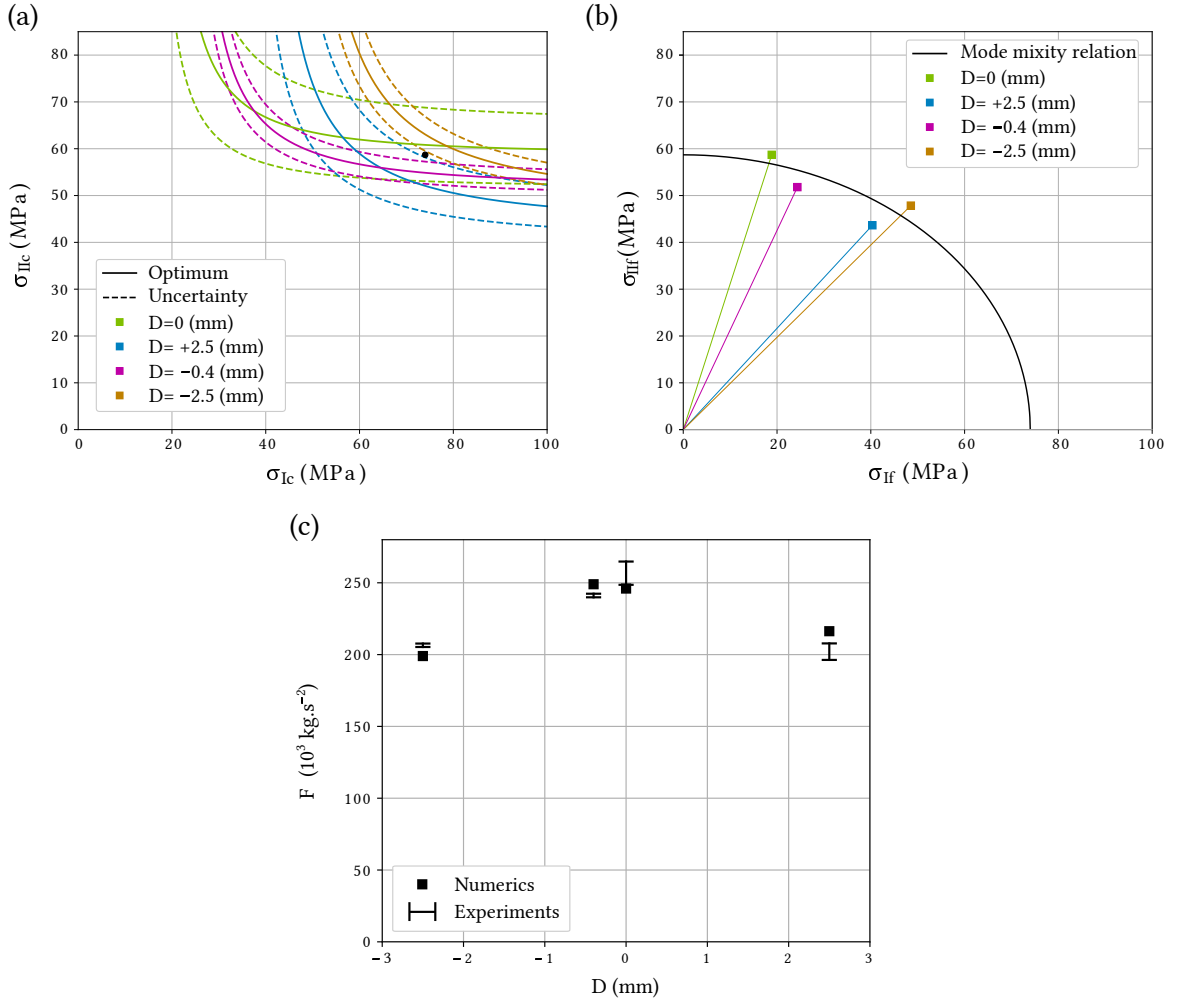 (a)
80
70
60
50
40
30
20
10
0
0 20 40 60 80 100
σIIc (MPa)
σIc (MPa)
Optimum
Uncertainty
D=0 (mm)
D= +2.5 (mm)
D= −0.4 (mm)
D= −2.5 (mm)
(b)
80
70
60
50
40
30
20
10
0
0 20 40 60 80 100
σIIf (MPa)
σIf (MPa)
Mode mixity relation
D=0 (mm)
D= +2.5 (mm)
D= −0.4 (mm)
D= −2.5 (mm)
(c)
250
200
150
100
50
0
−3 −2 −1 0 1 2 3
F (10³ kg.s⁻²)
D (mm)
Numerics
Experiments